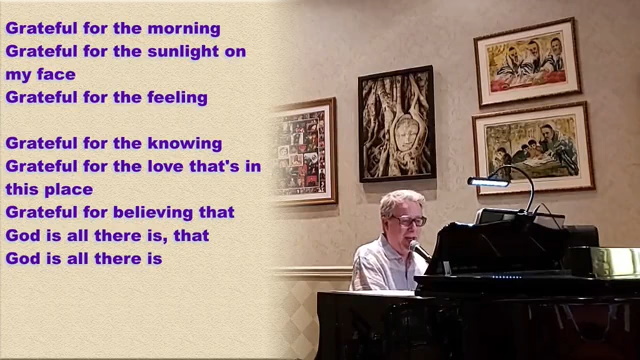 Grateful for the morning
Grateful for the sunlight on
my face
Grateful for the feeling
Grateful for the knowing
Grateful for the love that's in
this place
Grateful for believing that
God is all there is, that
God is all there is